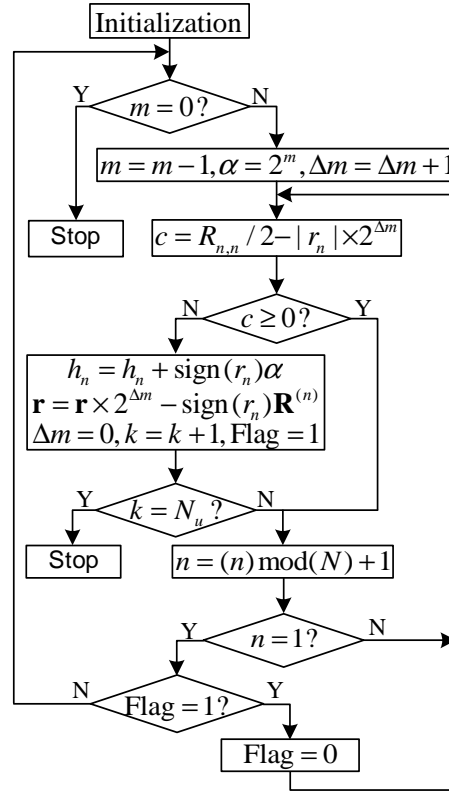 Initialization
m = 0?
Y
N
m = m − 1, α = 2^m, Δm = Δm + 1
Stop
c = R_{n,n} / 2 − | r_n | × 2^{Δm}
c ≥ 0?
N
Y
h_n = h_n + sign(r_n)α
r = r × 2^{Δm} − sign(r_n)R^{(n)}
Δm = 0, k = k + 1, Flag = 1
k = N_u ?
Y
N
Stop
n = (n) mod(N) + 1
n = 1?
Y
N
Flag = 1?
N
Y
Flag = 0